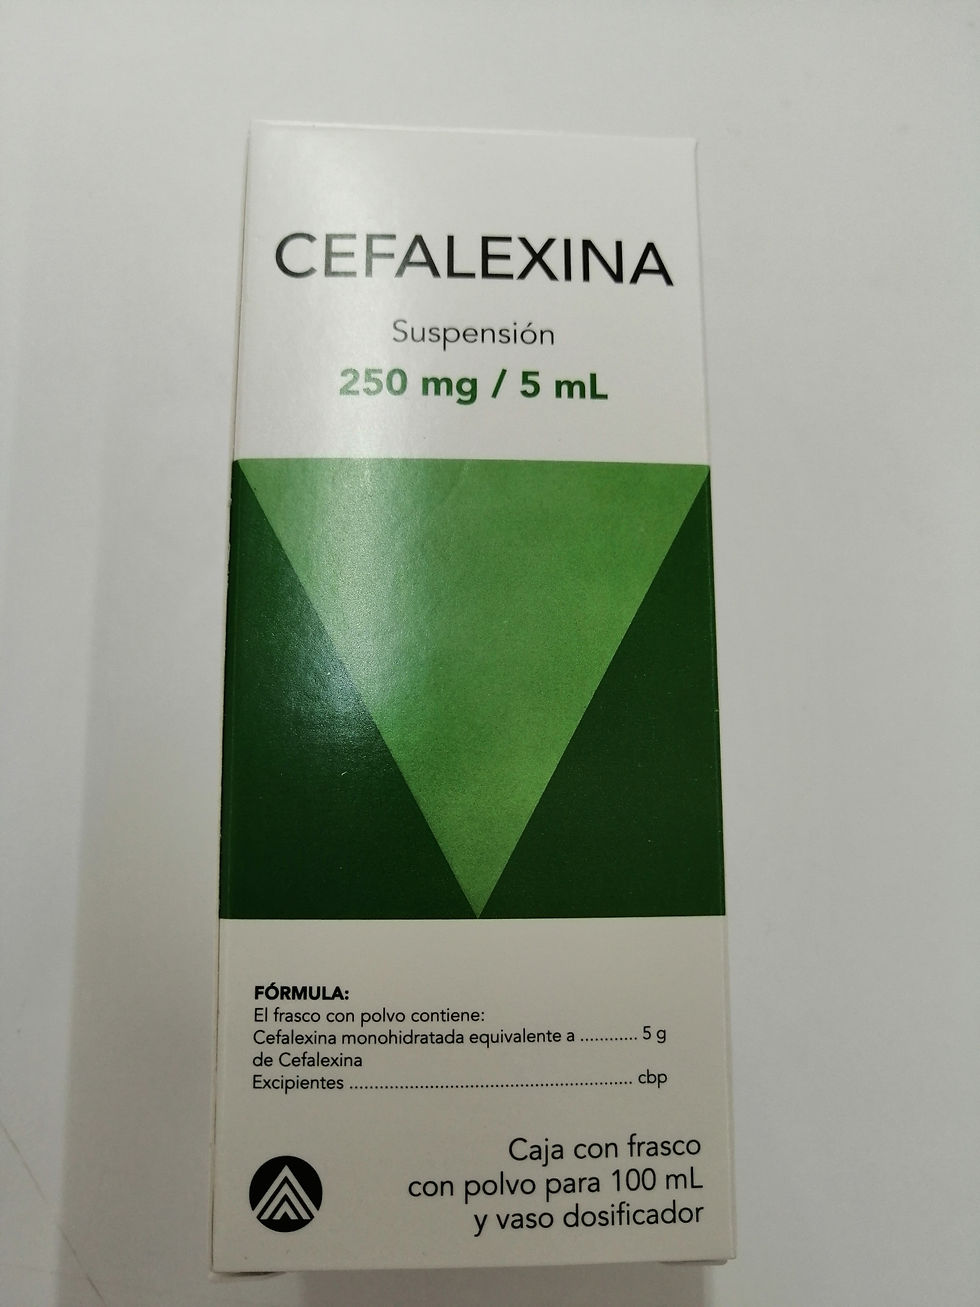 CEFALEXINA
Suspensión
250 mg / 5 mL
FÓRMULA:
El frasco con polvo contiene:
Cefalexina monohidratada equivalente a ............ 5 g
de Cefalexina
Excipientes .................................................... cbp
Caja con frasco
con polvo para 100 mL
y vaso dosificador